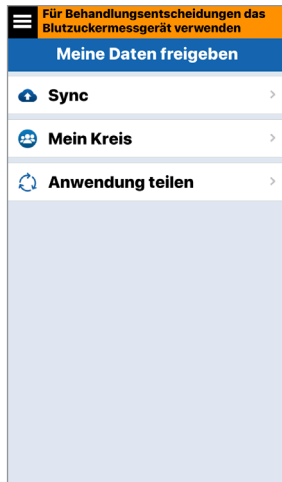 Für Behandlungsentscheidungen das
Blutzuckermessgerät verwenden
Meine Daten freigeben
Sync
Mein Kreis
Anwendung teilen